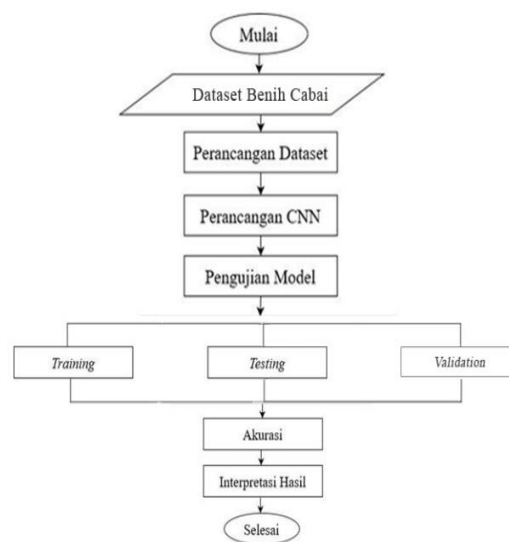 Mulai
Dataset Benih Cabai
Perancangan Dataset
Perancangan CNN
Pengujian Model
Training
Testing
Validation
Akurasi
Interpretasi Hasil
Selesai